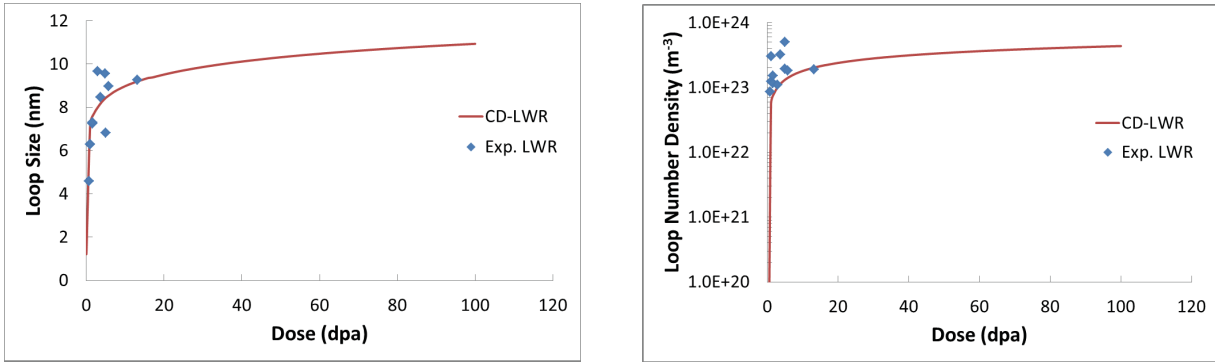 Loop Size (nm)
12
10
8
6
4
2
0
0 20 40 60 80 100 120
Dose (dpa)
CD-LWR
Exp. LWR
Loop Number Density (m⁻³)
1.0E+24
1.0E+23
1.0E+22
1.0E+21
1.0E+20
0 20 40 60 80 100 120
Dose (dpa)
CD-LWR
Exp. LWR